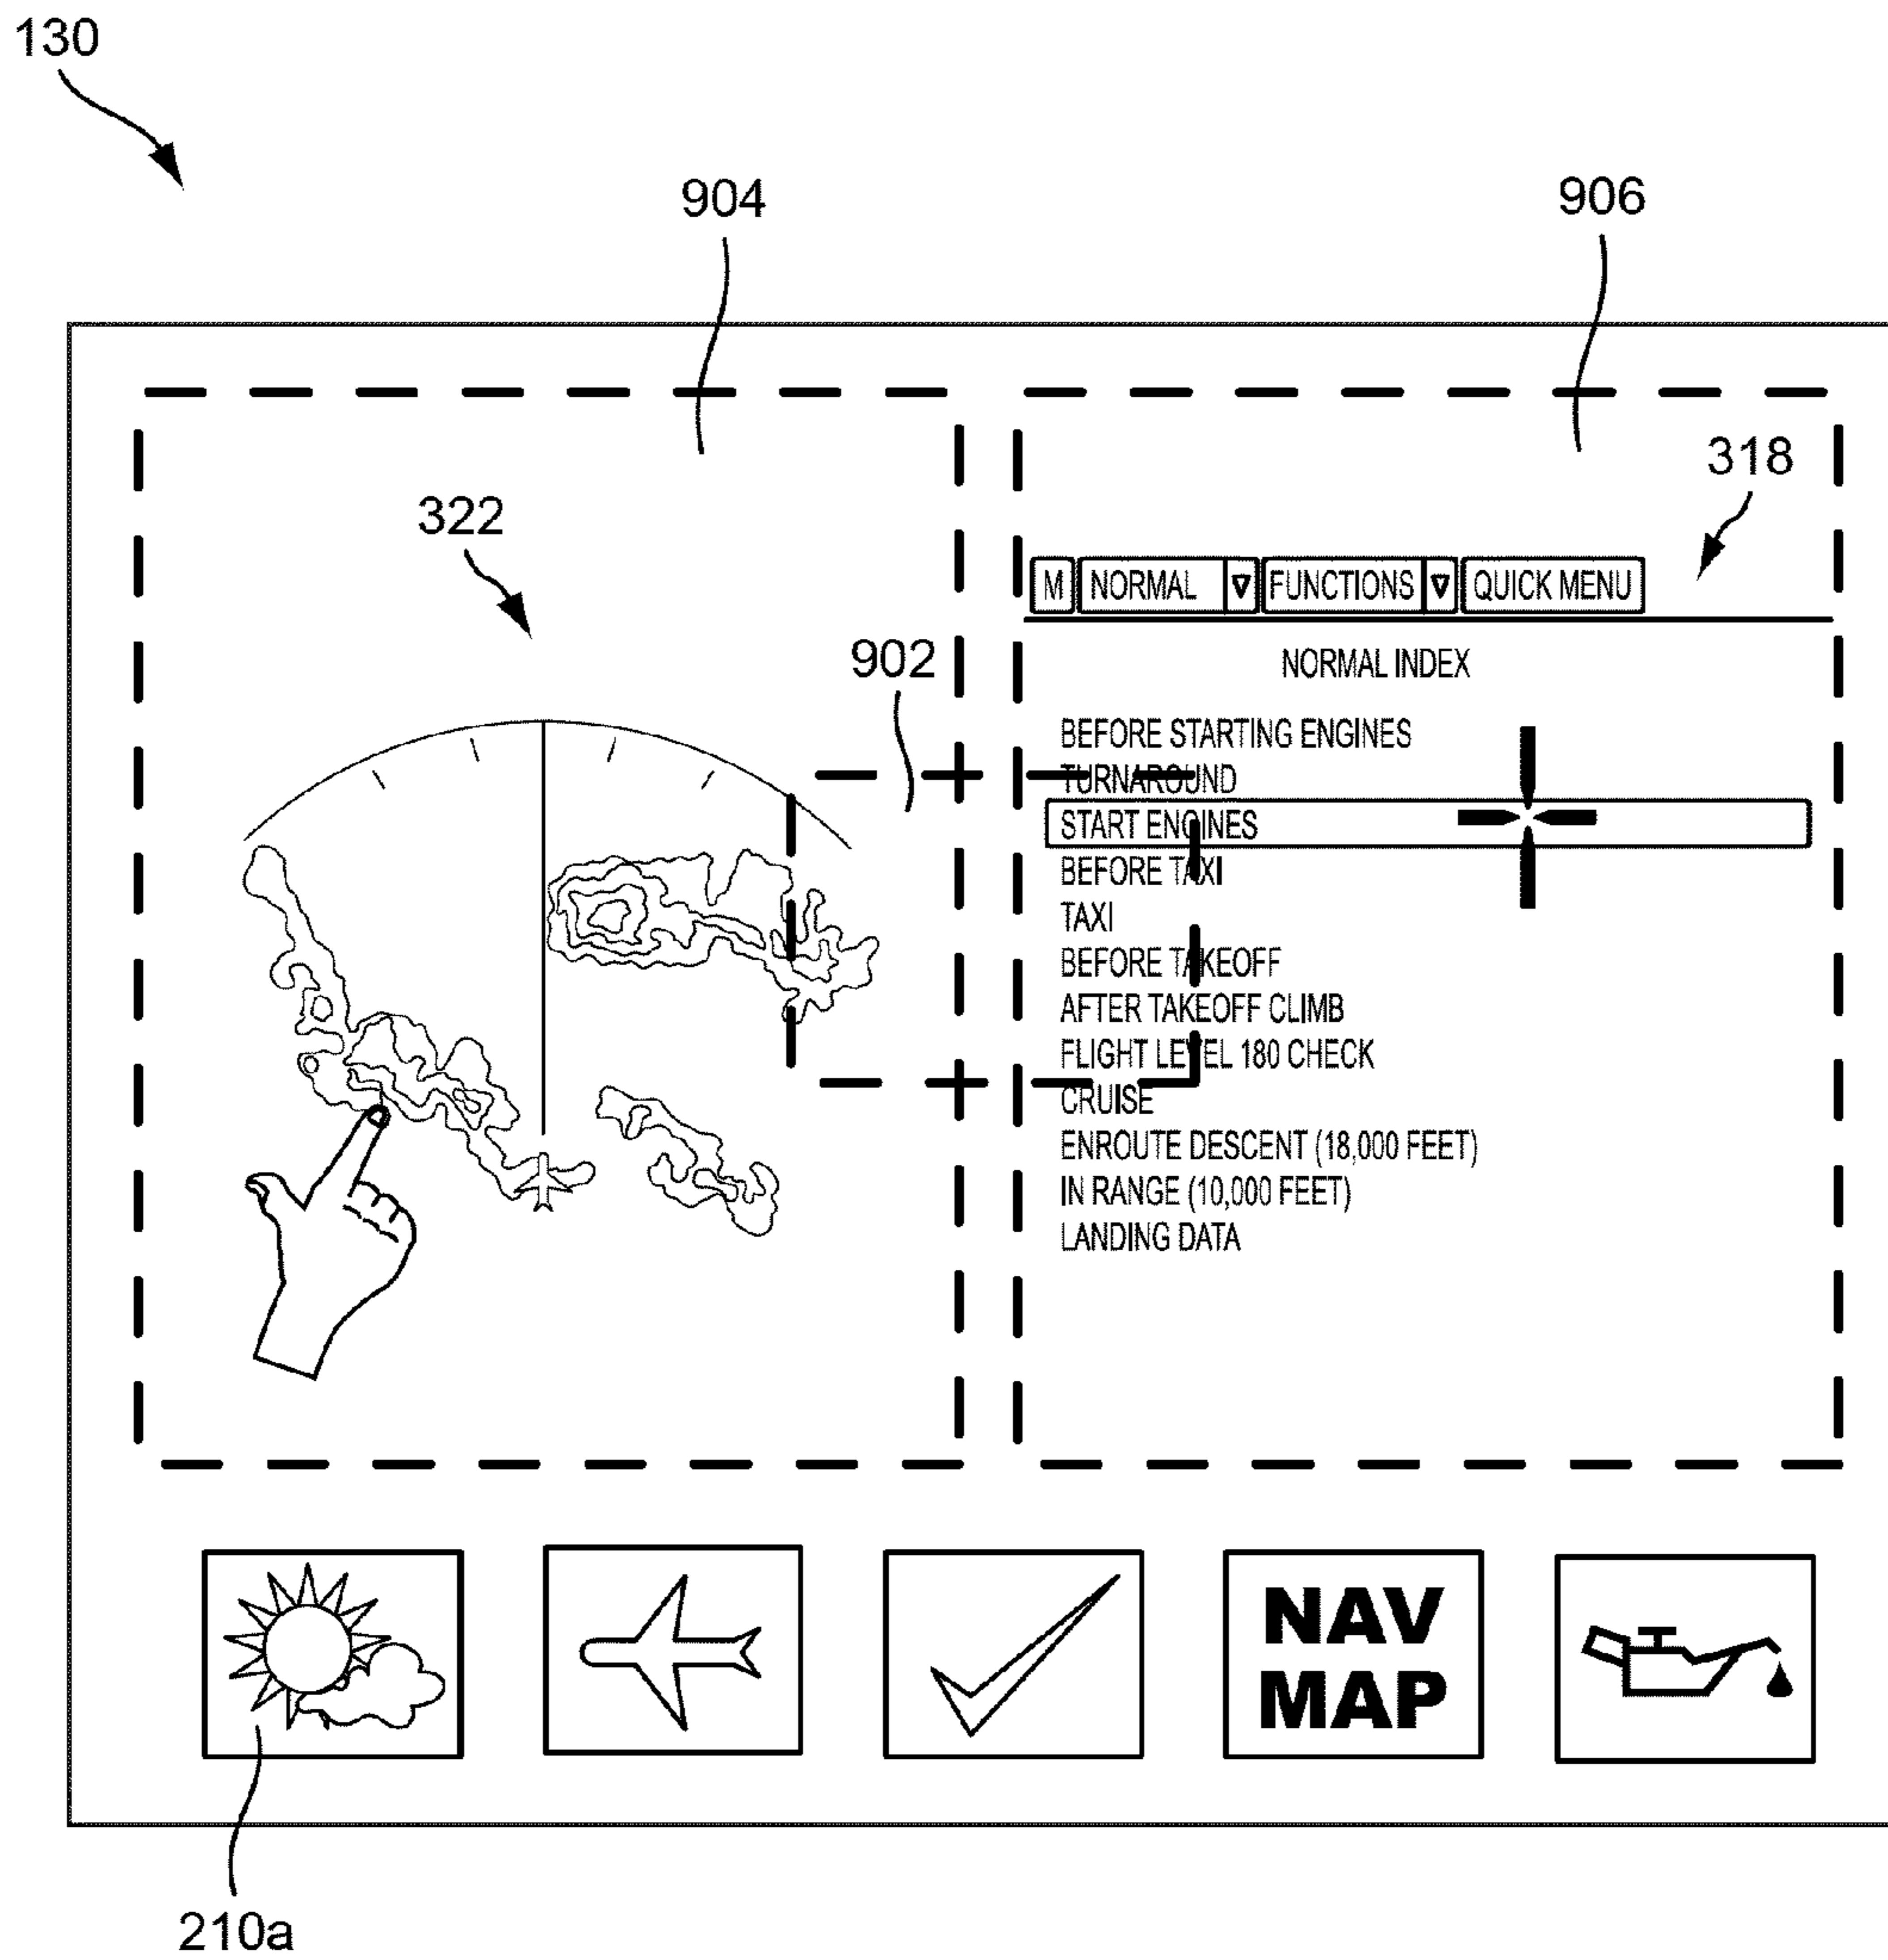 130
904
906
318
322
M NORMAL FUNCTIONS QUICK MENU
902
NORMAL INDEX
BEFORE STARTING ENGINES
TURNAROUND
START ENGINES
BEFORE TAXI
TAXI
BEFORE TAKEOFF
AFTER TAKEOFF CLIMB
FLIGHT LEVEL 180 CHECK
CRUISE
ENROUTE DESCENT (18,000 FEET)
IN RANGE (10,000 FEET)
LANDING DATA
NAV
MAP
210a